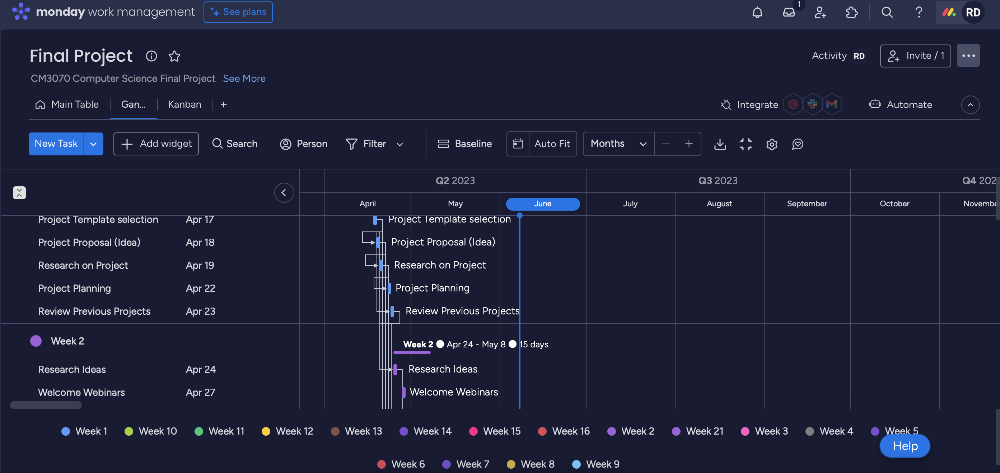 monday work management See plans 1 RD
Final Project Activity RD Invite / 1
CM3070 Computer Science Final Project See More
Main Table Gan... Kanban + Integrate Automate
New Task Add widget Search Person Filter Baseline Auto Fit Months
Q2 2023 Q3 2023 Q4 202
April May June July August September October Novembe
Project Template selection Apr 17 Project Template selection
Project Proposal (Idea) Apr 18 Project Proposal (Idea)
Research on Project Apr 19 Research on Project
Project Planning Apr 22 Project Planning
Review Previous Projects Apr 23 Review Previous Projects
Week 2 Week 2 Apr 24 - May 8 15 days
Research Ideas Apr 24 Research Ideas
Welcome Webinars Apr 27 Welcome Webinars
Week 1 Week 10 Week 11 Week 12 Week 13 Week 14 Week 15 Week 16 Week 2 Week 21 Week 3 Week 4 Week 5
Help
Week 6 Week 7 Week 8 Week 9